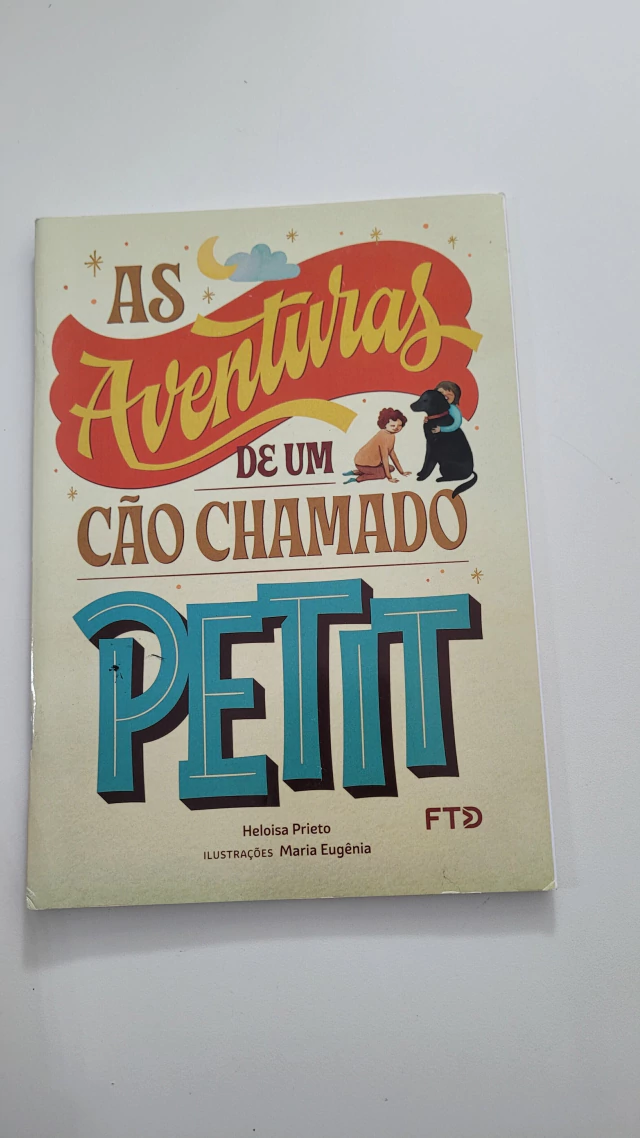 AS
Aventuras
DE UM
CÃO CHAMADO
PETIT
FTD
Heloisa Prieto
ILUSTRAÇÕES Maria Eugênia